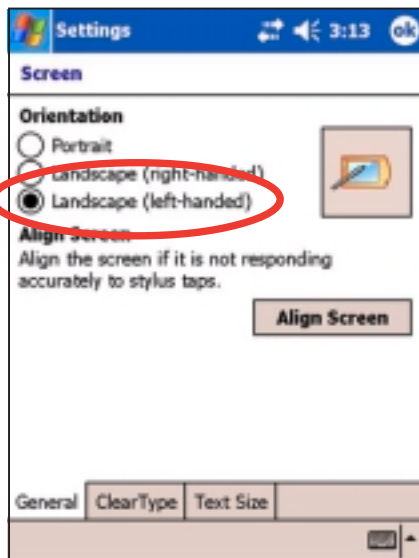 Settings 3:13 ok
Screen
Orientation
Portrait
Landscape (right-handed)
Landscape (left-handed)
Align Screen
Align the screen if it is not responding
accurately to stylus taps.
Align Screen
General ClearType Text Size